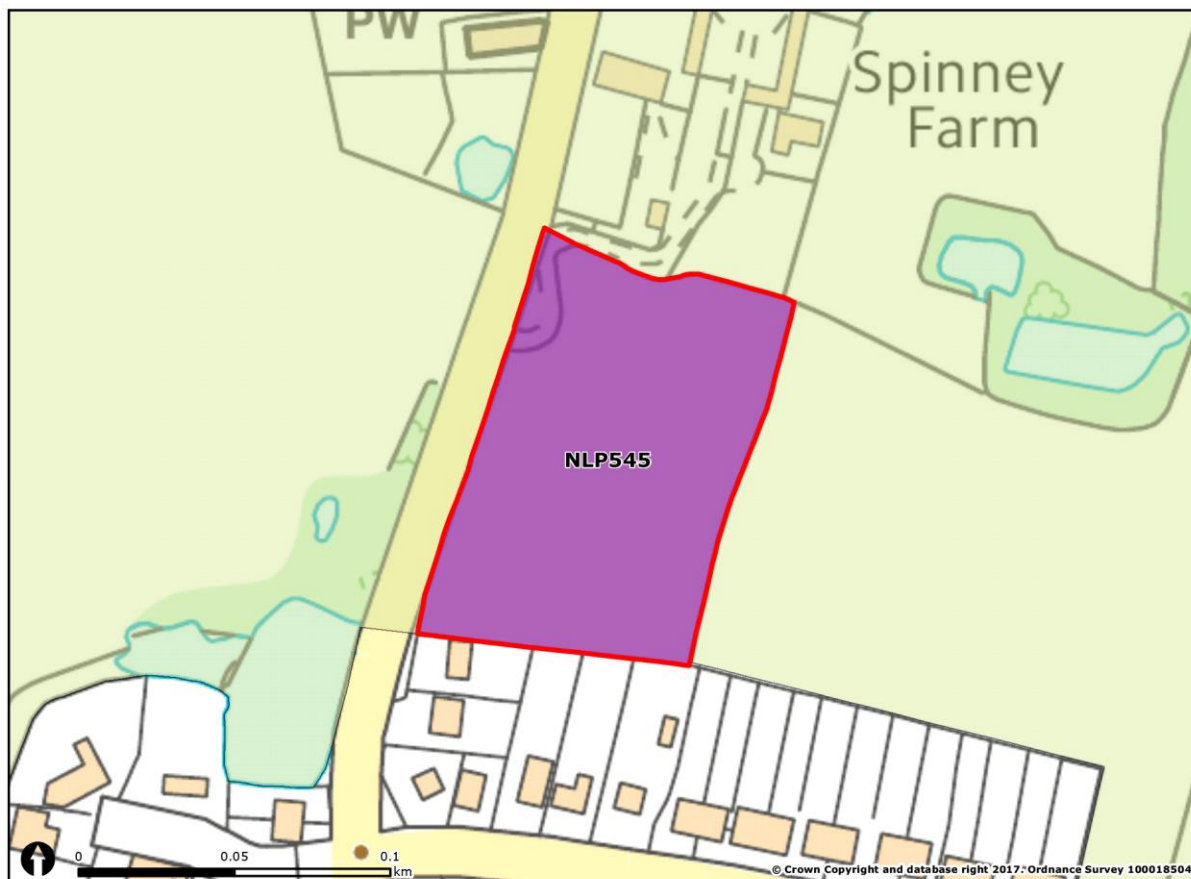 PW
Spinney
Farm
NLP545
0 0.05 0.1
km
© Crown Copyright and database right 2017. Ordnance Survey 100018504